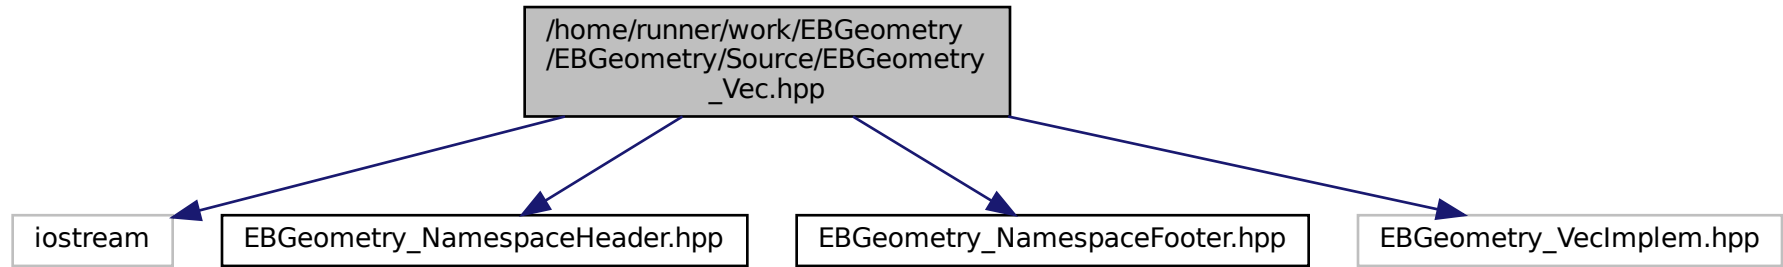 /home/runner/work/EBGeometry
/EBGeometry/Source/EBGeometry
_Vec.hpp
iostream
EBGeometry_NamespaceHeader.hpp
EBGeometry_NamespaceFooter.hpp
EBGeometry_VecImplem.hpp